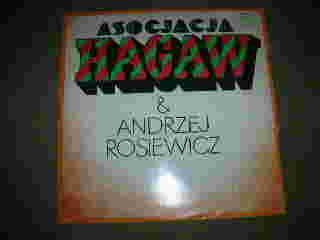 ASOCJACJA
HAGAW
&
ANDRZEJ
ROSIEWICZ